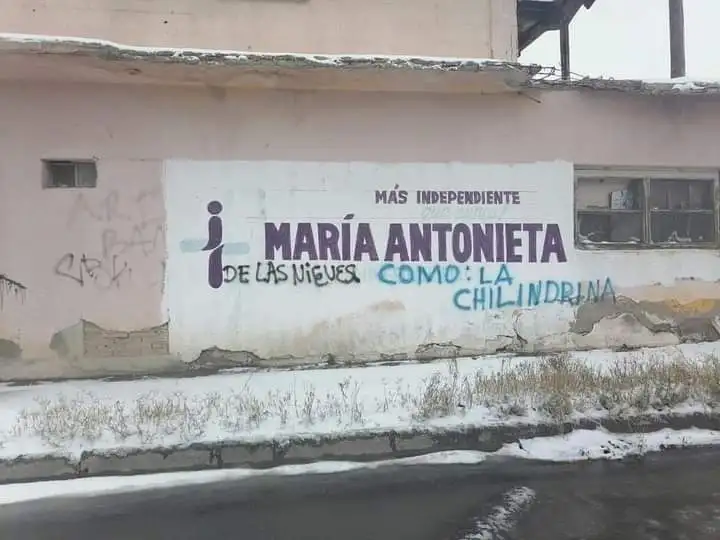 MÁS INDEPENDIENTE
MARÍA ANTONIETA
DE LAS NIEVES COMO: LA
CHILINDRINA